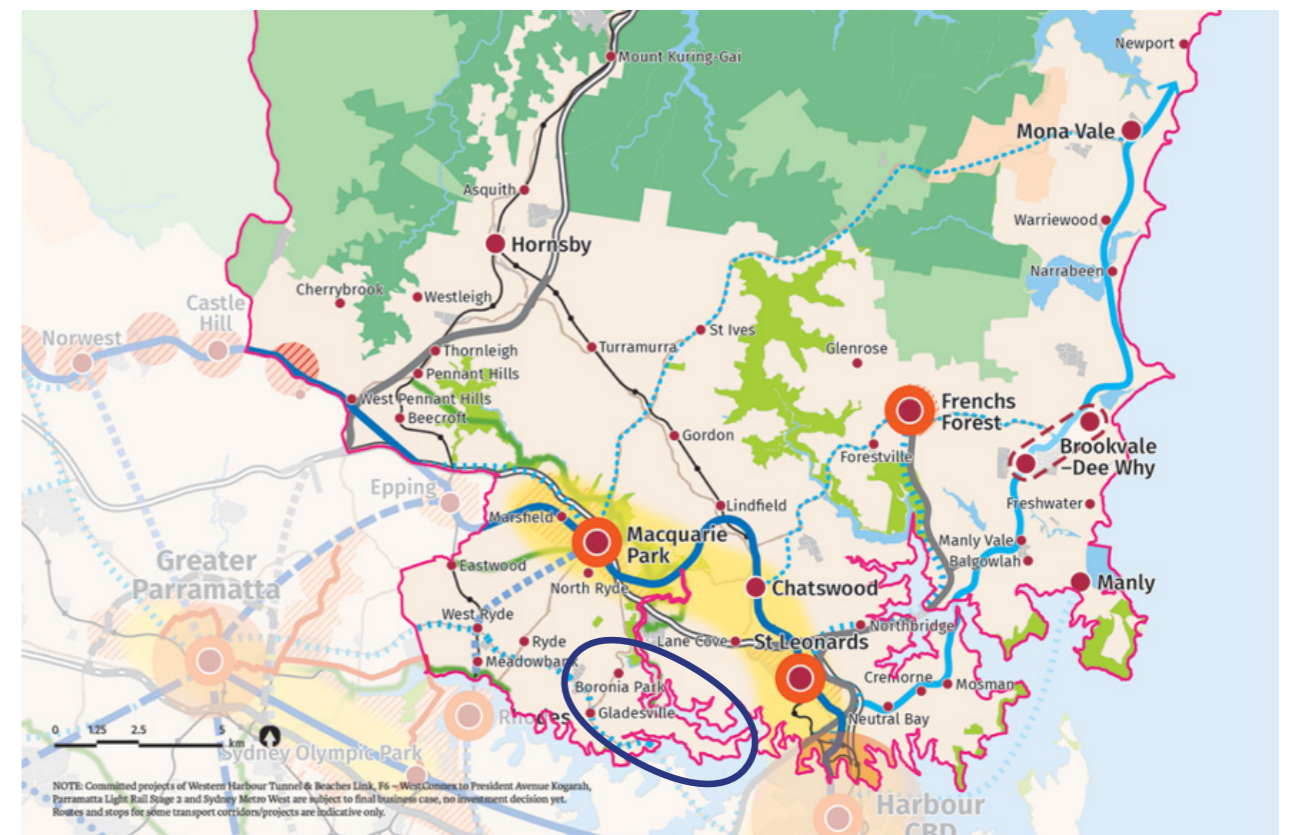 Newport
Mount Kuring-Gai
Mona Vale
Asquith
Warriewood
Hornsby
Narrabeen
Cherrybrook
Westleigh
Castle
Hill
St Ives
Norwest
Turramurra
Glenrose
Thornleigh
Pennant Hills
West Pennant Hills
Frenchs
Forest
Beecroft
Gordon
Forestville
Brookvale
–Dee Why
Epping
Lindfield
Freshwater
Marsfield
Macquarie
Park
Manly Vale
Balgowlah
Greater
Parramatta
Eastwood
North Ryde
Chatswood
Manly
West Ryde
Northbridge
Ryde
Lane Cove
St Leonards
Meadowbank
Boronia Park
Cremorne
Mosman
Gladesville
Rhodes
Neutral Bay
0 1.25 2.5 5
km
Sydney Olympic Park
NOTE: Committed projects of Western Harbour Tunnel & Beaches Link, F6 – WestConnex to President Avenue Kogarah,
Parramatta Light Rail Stage 2 and Sydney Metro West are subject to final business case, no investment decision yet.
Routes and stops for some transport corridors/projects are indicative only.
Harbour
CBD